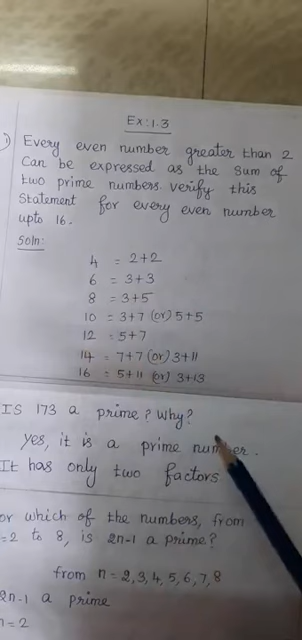 Ex:1.3
1) Every even number greater than 2
Can be expressed as the sum of
two prime numbers. verify this
Statement for every even number
upto 16.
Soln:
4 = 2+2
6 = 3+3
8 = 3+5
10 = 3+7 (or) 5+5
12 = 5+7
14 = 7+7 (or) 3+11
16 = 5+11 (or) 3+13
IS 173 a prime? Why?
Yes, it is a prime number.
It has only two factors
or which of the numbers, from
=2 to 8, is 2n-1 a prime?
from n = 2,3,4,5,6,7,8
2n-1 a prime
n=2